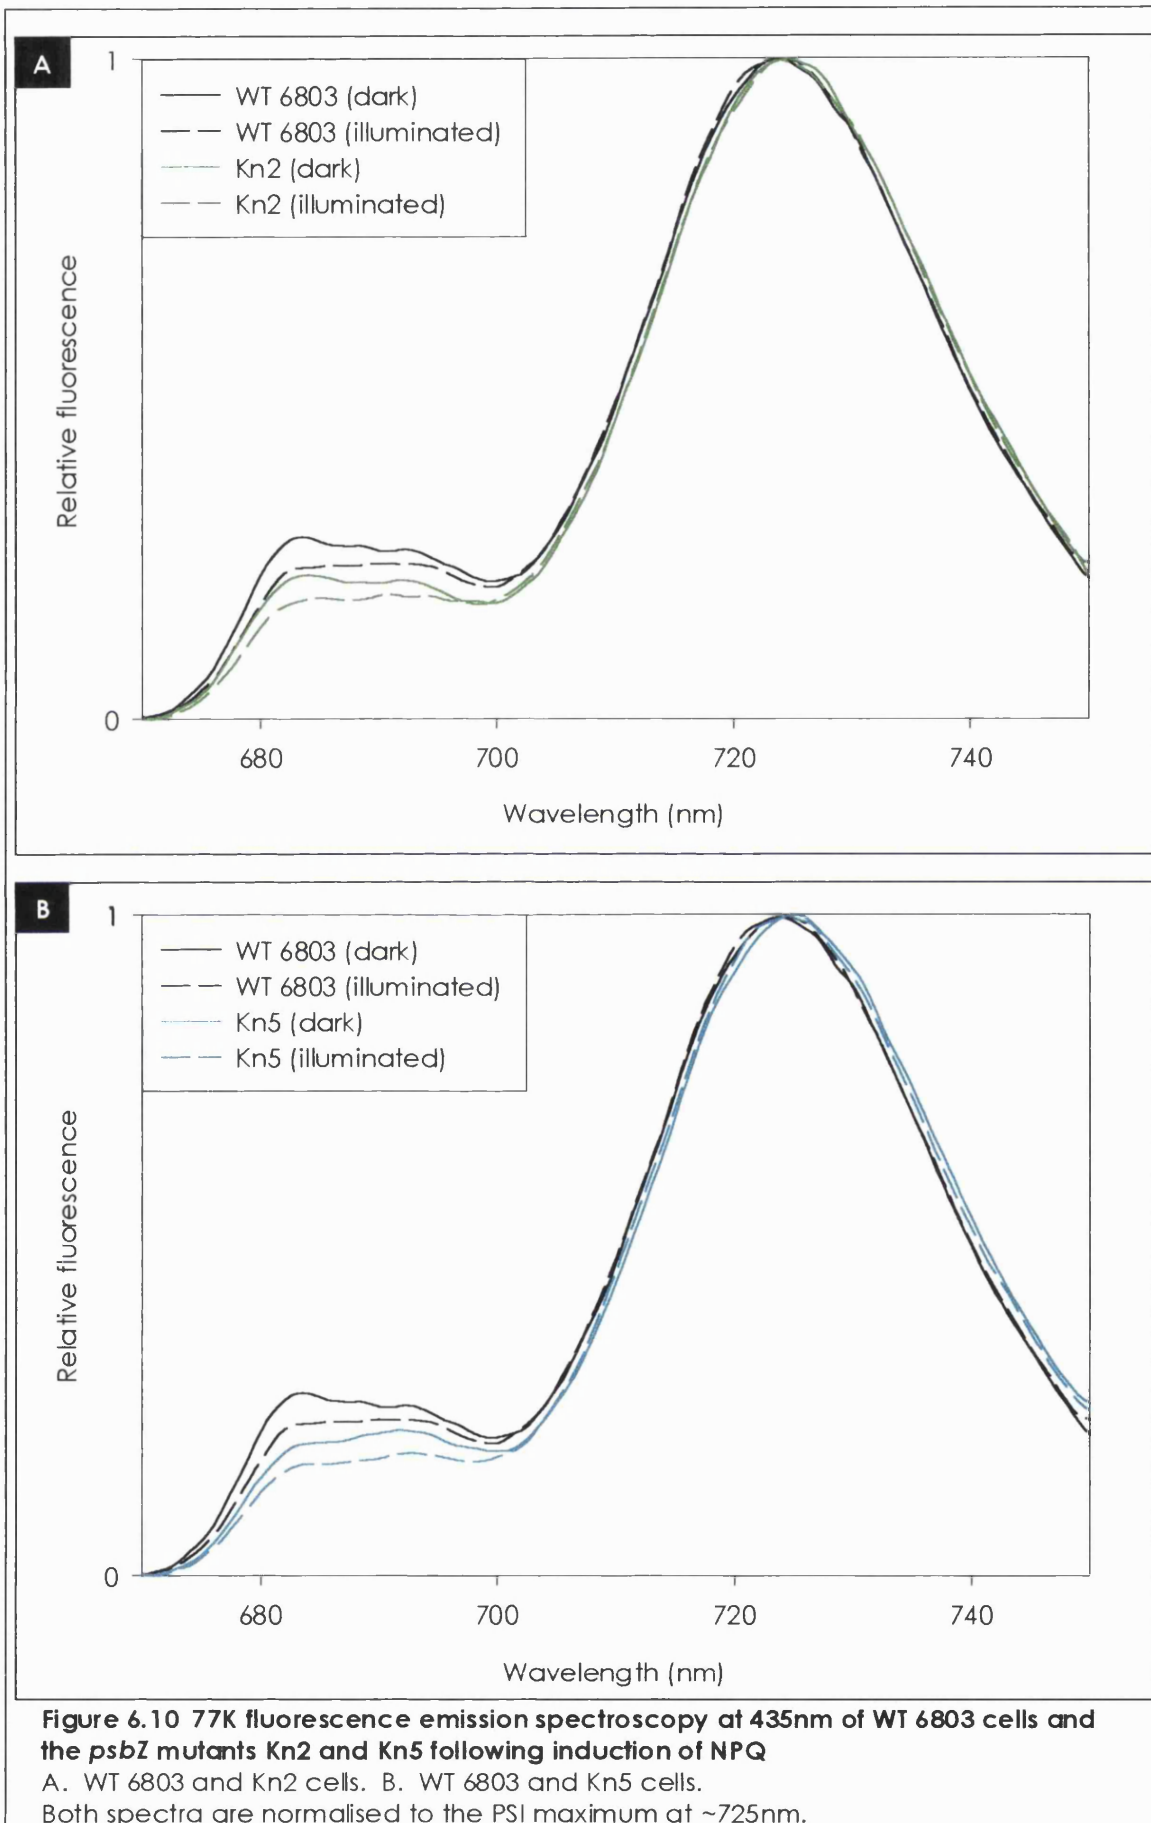 A
1
WT 6803 (dark)
WT 6803 (illuminated)
Kn2 (dark)
Kn2 (illuminated)
Relative fluorescence
0
680 700 720 740
Wavelength (nm)
B
1
WT 6803 (dark)
WT 6803 (illuminated)
Kn5 (dark)
Kn5 (illuminated)
Relative fluorescence
0
680 700 720 740
Wavelength (nm)
Figure 6.10 77K fluorescence emission spectroscopy at 435nm of WT 6803 cells and
the psbZ mutants Kn2 and Kn5 following induction of NPQ
A. WT 6803 and Kn2 cells. B. WT 6803 and Kn5 cells.
Both spectra are normalised to the PSI maximum at ~725nm.